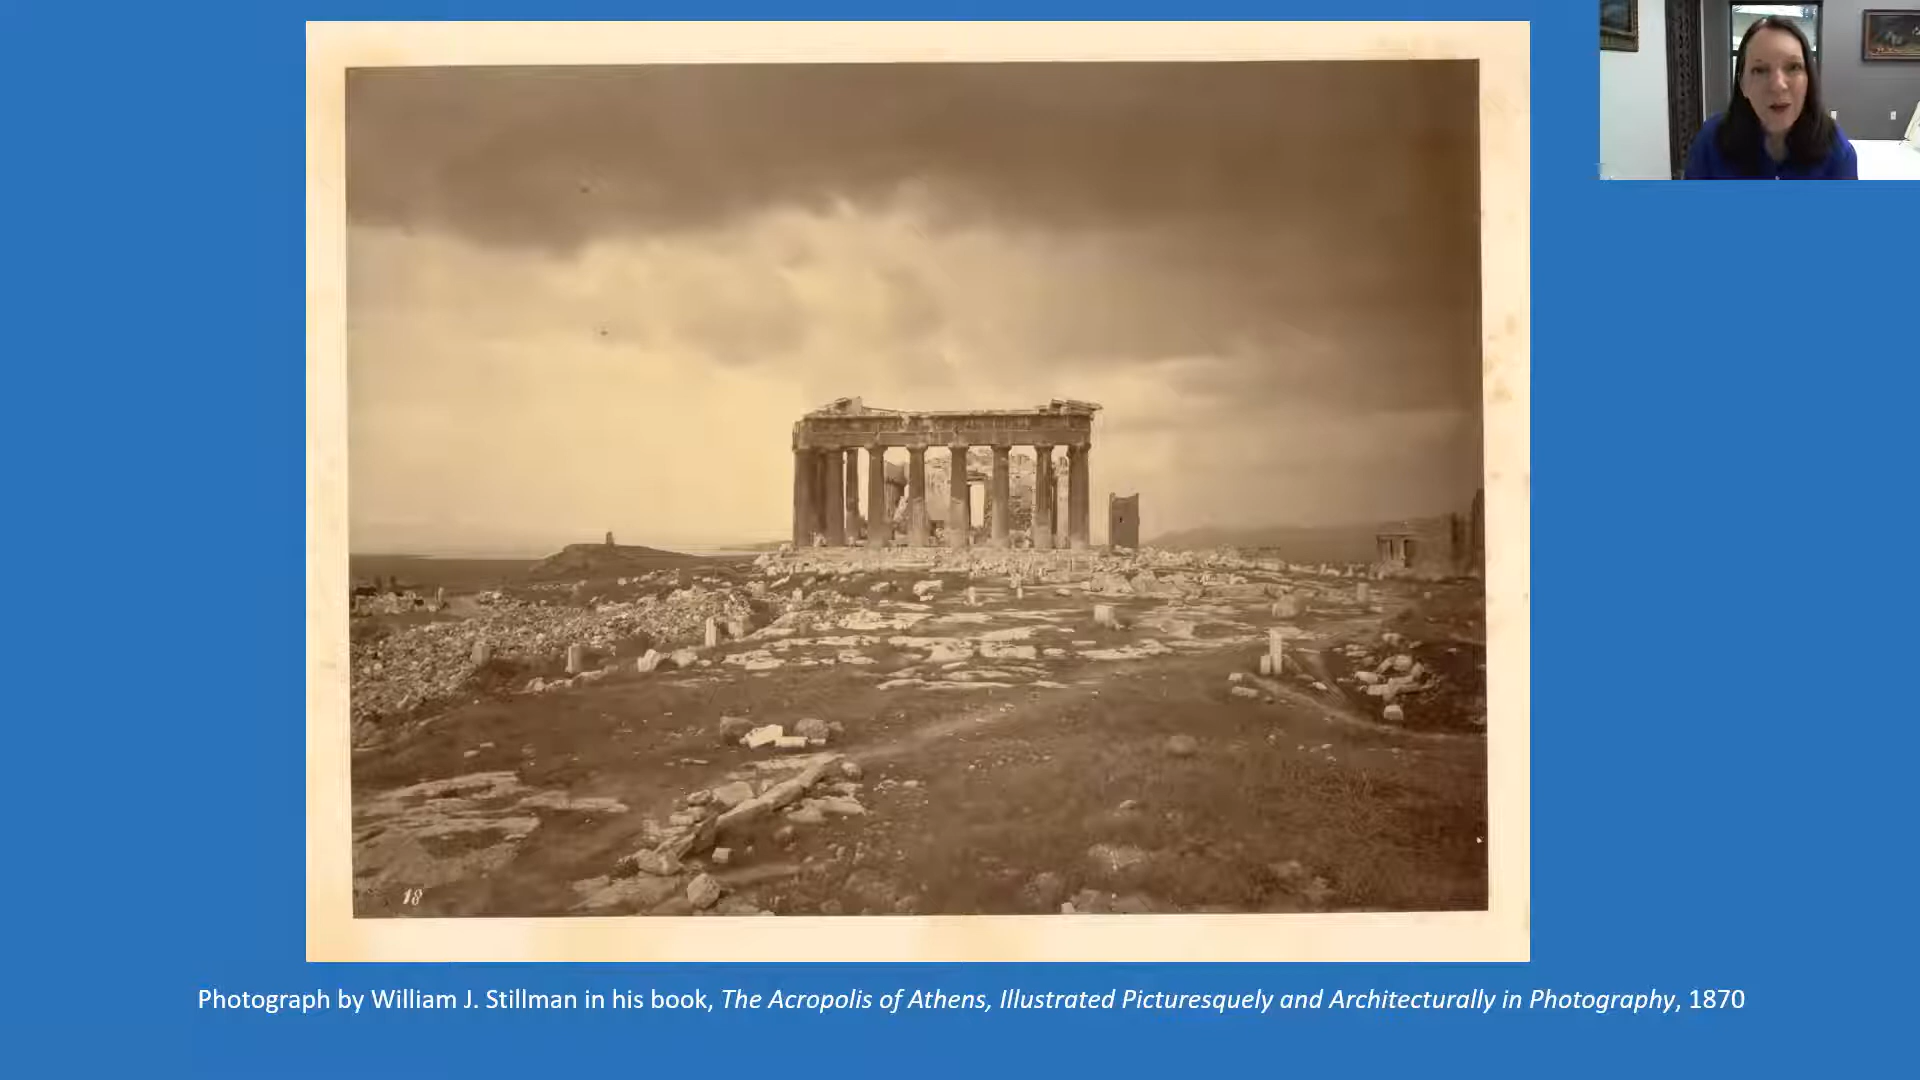 18
Photograph by William J. Stillman in his book, The Acropolis of Athens, Illustrated Picturesquely and Architecturally in Photography, 1870